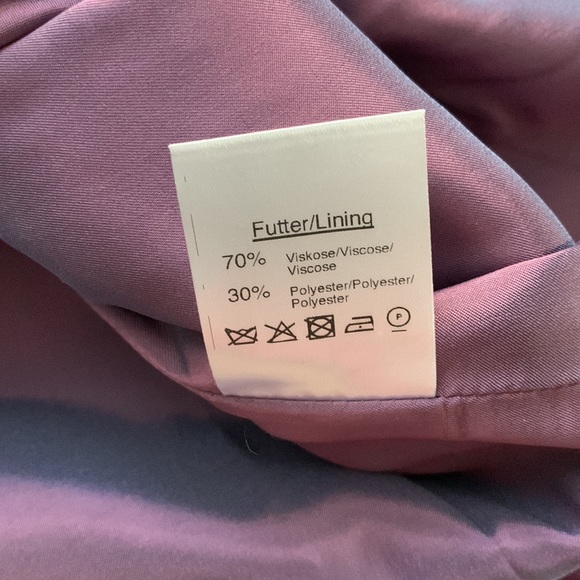 Futter/Lining
70% Viskose/Viscose/
Viscose
30% Polyester/Polyester/
Polyester
P